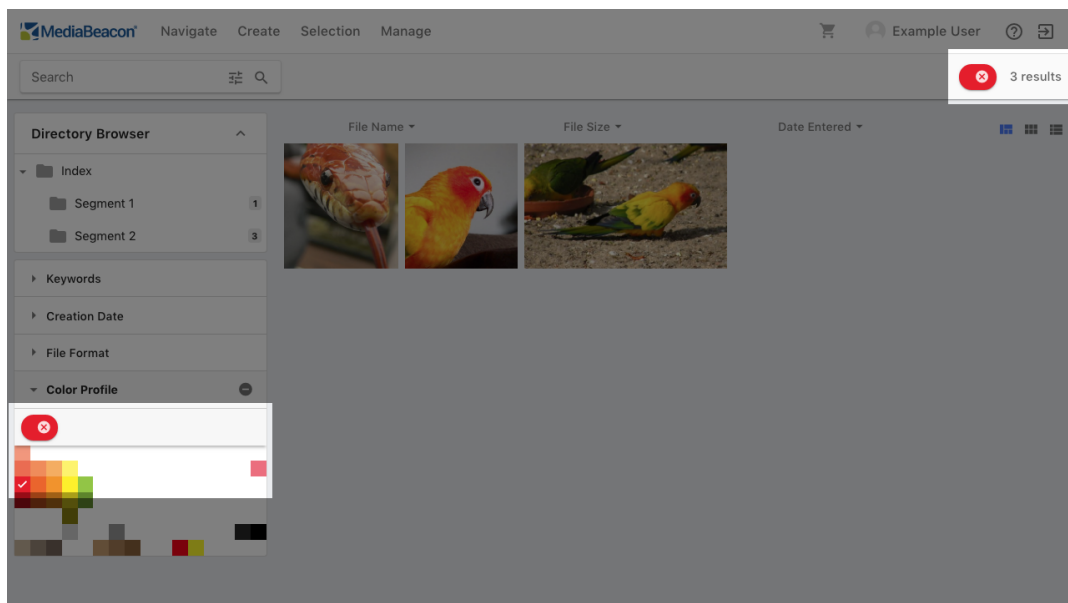 MediaBeacon Navigate Create Selection Manage Example User
Search 3 results
Directory Browser File Name File Size Date Entered
Index
Segment 1 1
Segment 2 3
Keywords
Creation Date
File Format
Color Profile